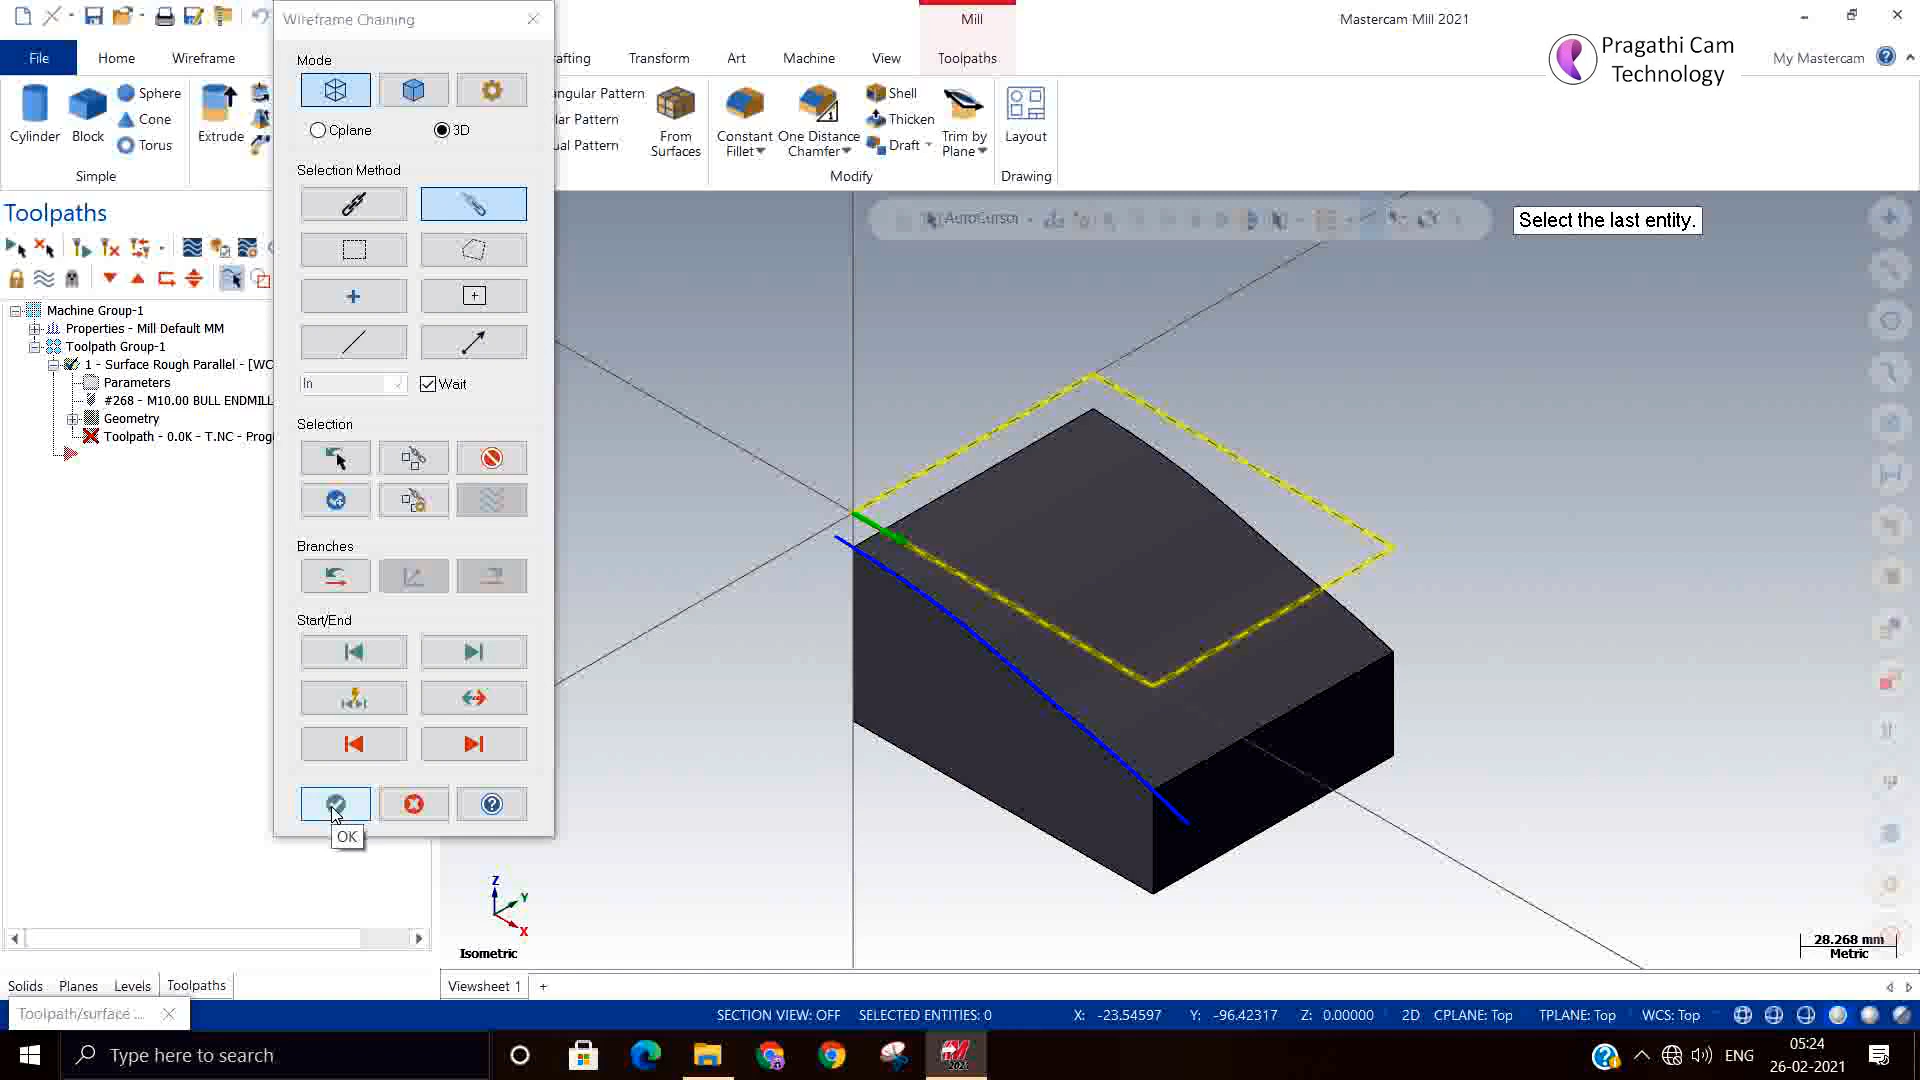 Wireframe Chaining
Mill
Mastercam Mill 2021
File
Home
Wireframe
afting
Transform
Art
Machine
View
Toolpaths
Pragathi Cam
Technology
My Mastercam
Mode
Cylinder
Block
Sphere
Cone
Torus
Extrude
Simple
Cplane
3D
angular Pattern
lar Pattern
ual Pattern
From
Surfaces
Constant
Fillet
One Distance
Chamfer
Shell
Thicken
Draft
Trim by
Plane
Modify
Layout
Drawing
Selection Method
In
Wait
Selection
Branches
Start/End
OK
Toolpaths
Machine Group-1
Properties - Mill Default MM
Toolpath Group-1
1 - Surface Rough Parallel - [WC
Parameters
#268 - M10.00 BULL ENDMILL
Geometry
Toolpath - 0.0K - T.NC - Prog
AutoCursor
Select the last entity.
Z
Y
X
Isometric
28.268 mm
Metric
Solids
Planes
Levels
Toolpaths
Viewsheet 1
+
Toolpath/surface ...
SECTION VIEW: OFF
SELECTED ENTITIES: 0
X: -23.54597
Y: -96.42317
Z: 0.00000
2D
CPLANE: Top
TPLANE: Top
WCS: Top
Type here to search
2021
ENG
05:24
26-02-2021